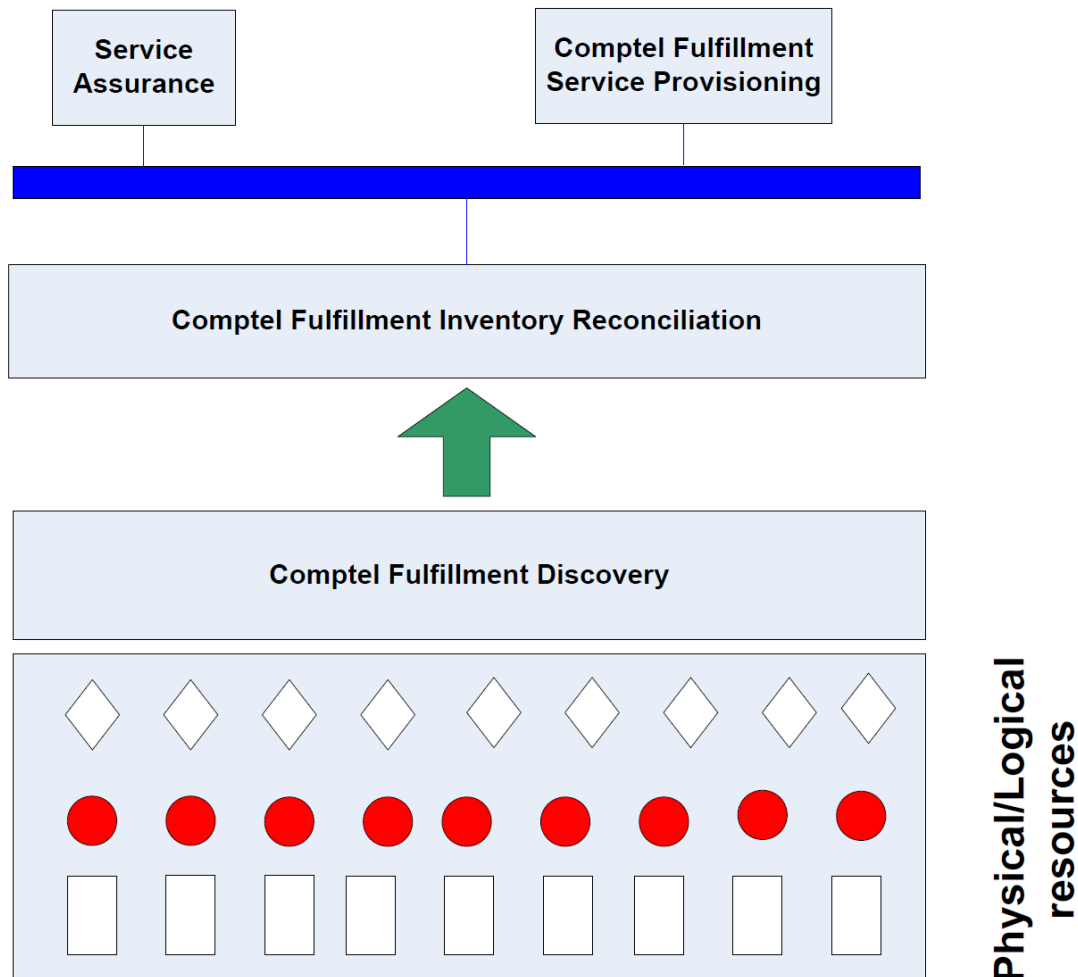 Service
Assurance
Comptel Fulfillment
Service Provisioning
Comptel Fulfillment Inventory Reconciliation
Comptel Fulfillment Discovery
Physical/Logical
resources